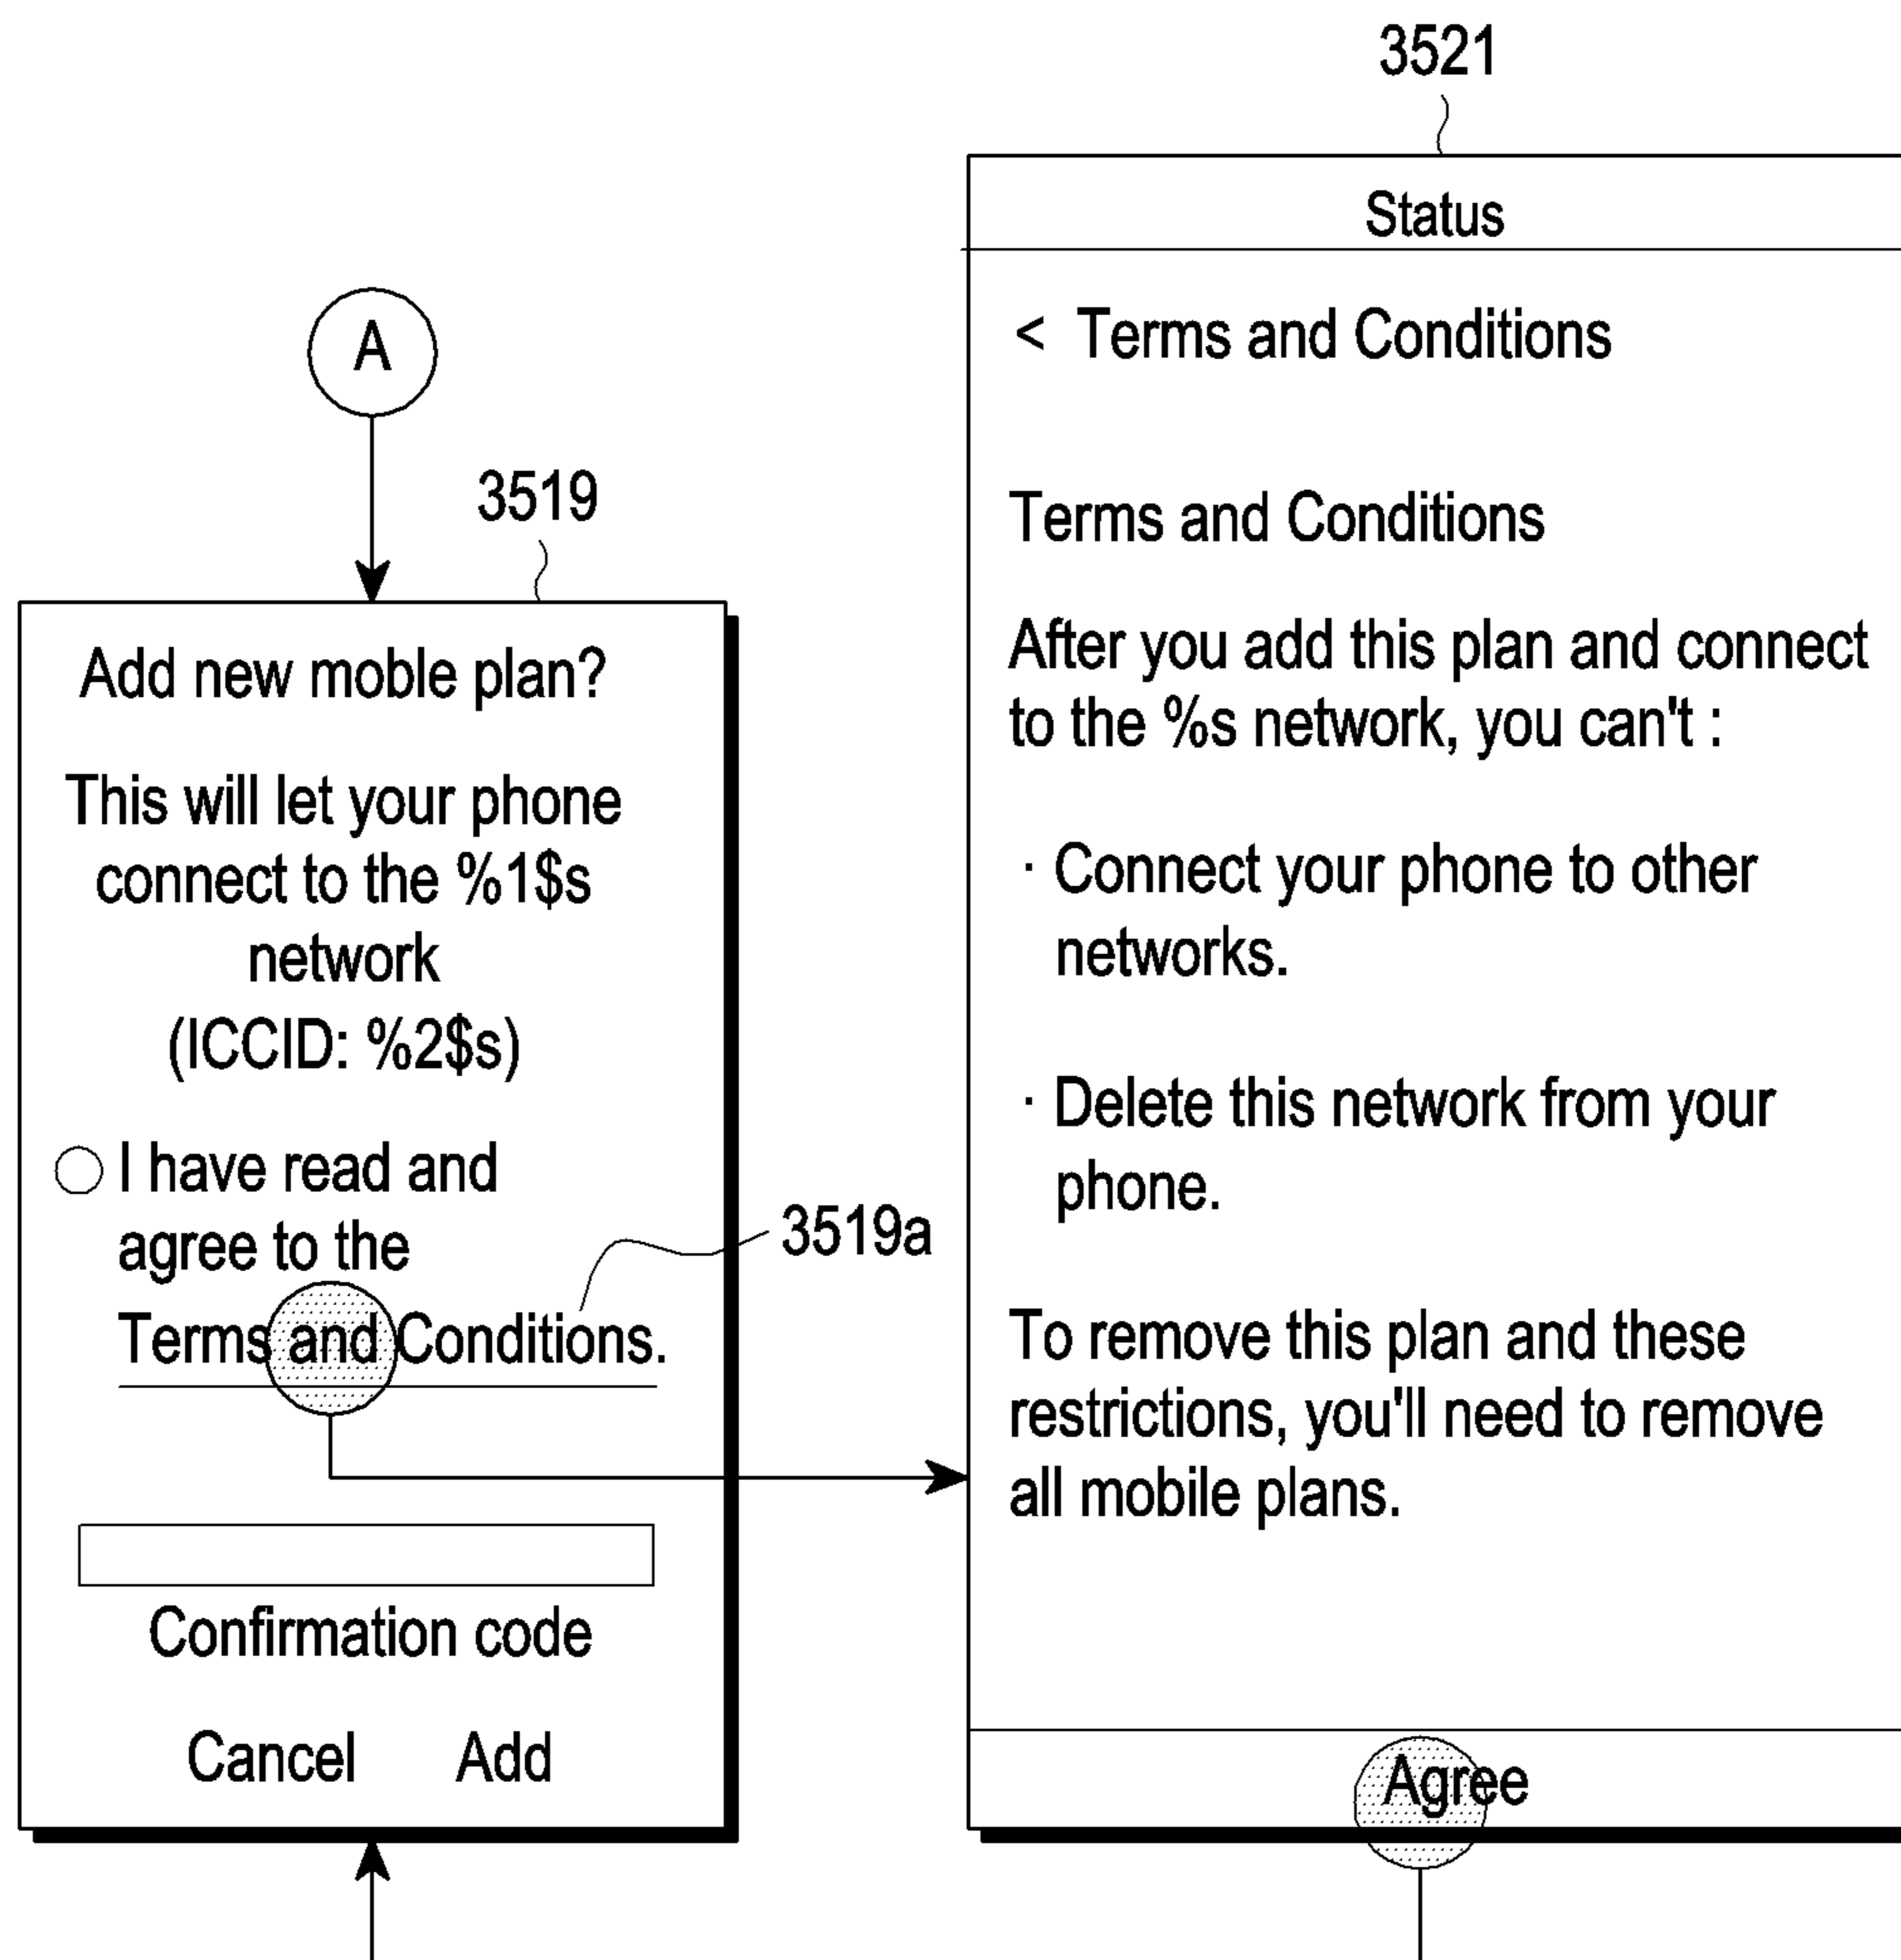 A
3519
Add new moble plan?
This will let your phone
connect to the %1$s
network
(ICCID: %2$s)
I have read and
agree to the
Terms and Conditions.
3519a
Confirmation code
Cancel Add
3521
Status
< Terms and Conditions
Terms and Conditions
After you add this plan and connect
to the %s network, you can't :
· Connect your phone to other
networks.
· Delete this network from your
phone.
To remove this plan and these
restrictions, you'll need to remove
all mobile plans.
Agree